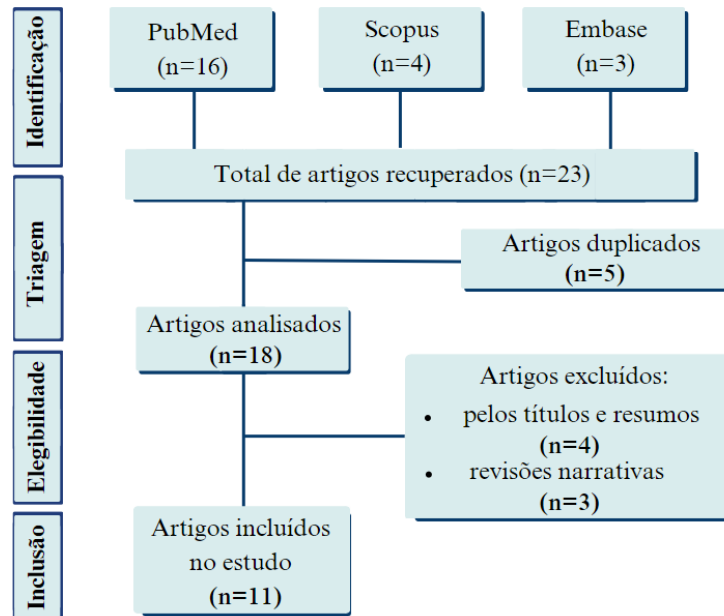 Identificação
PubMed
(n=16)
Scopus
(n=4)
Embase
(n=3)
Total de artigos recuperados (n=23)
Triagem
Artigos duplicados
(n=5)
Artigos analisados
(n=18)
Elegibilidade
Artigos excluídos:
• pelos títulos e resumos
(n=4)
• revisões narrativas
(n=3)
Inclusão
Artigos incluídos
no estudo
(n=11)